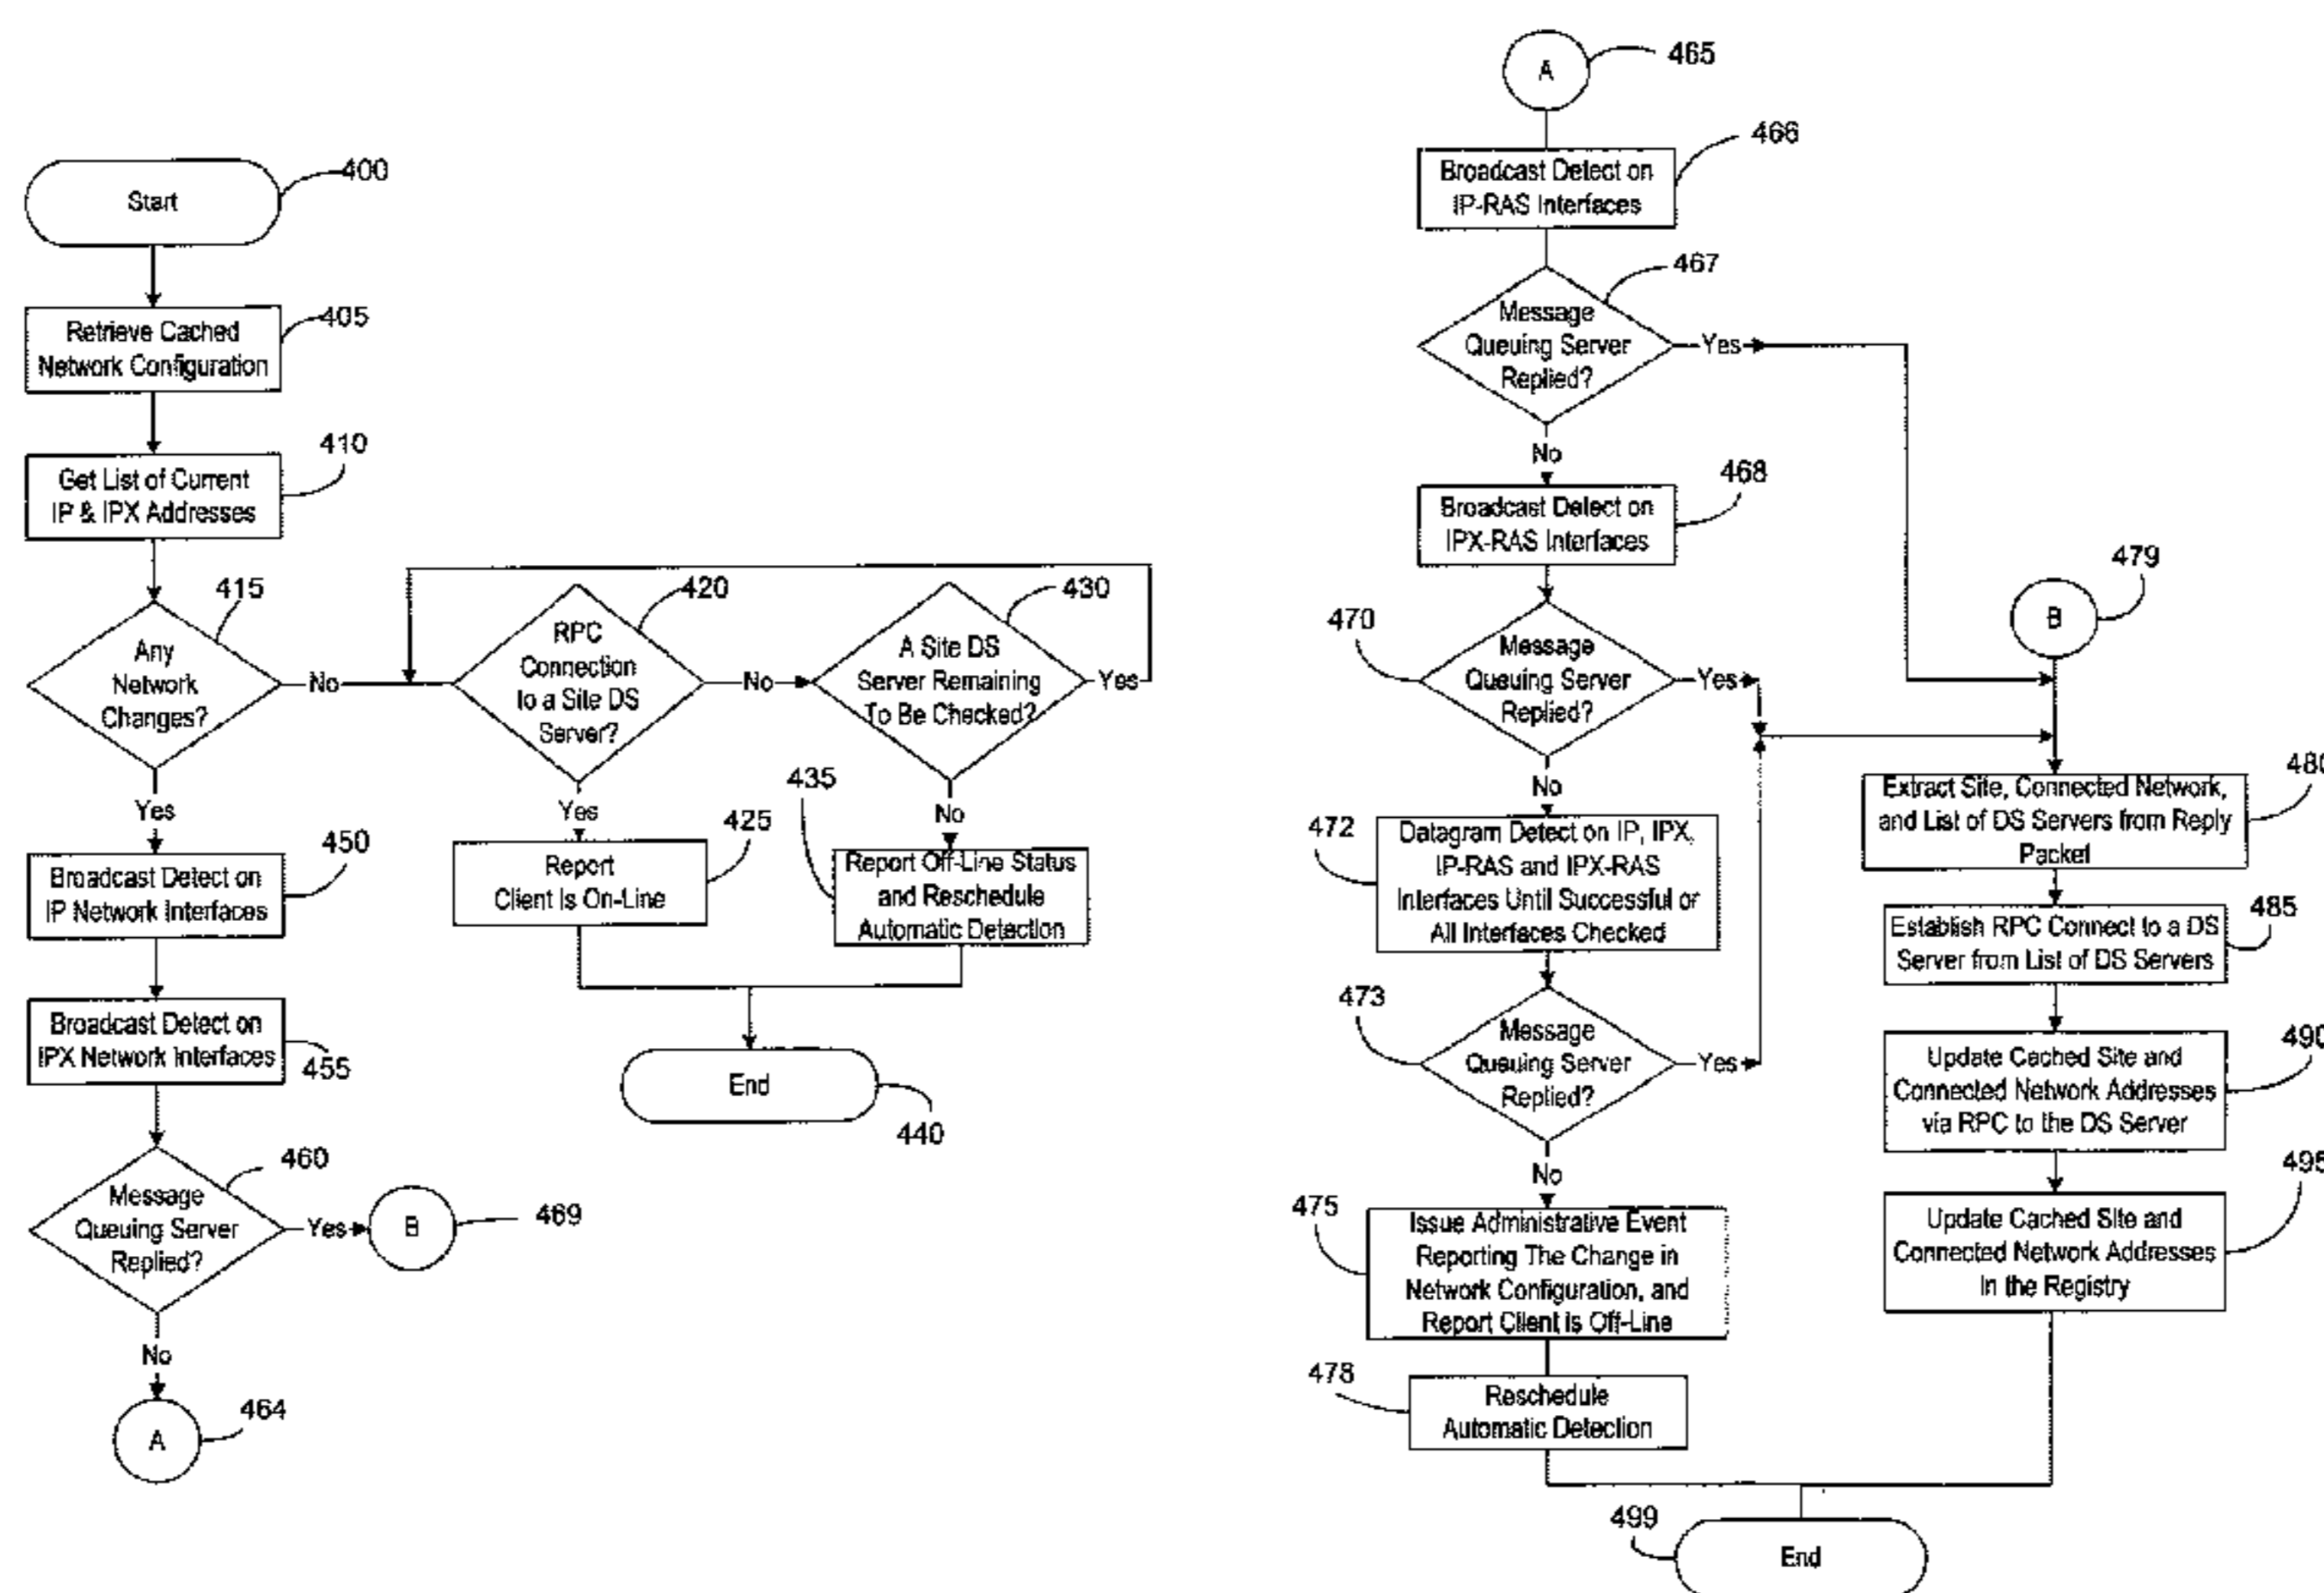 Start
400
Retrieve Cached
Network Configuration
405
Get List of Current
IP & IPX Addresses
410
Any
Network
Changes?
415
No
Yes
RPC
Connection
to a Site DS
Server?
420
No
Yes
A Site DS
Server Remaining
To Be Checked?
430
Yes
No
Report
Client Is On-Line
425
435
Report Off-Line Status
and Reschedule
Automatic Detection
End
440
Broadcast Detect on
IP Network Interfaces
450
Broadcast Detect on
IPX Network Interfaces
455
Message
Queuing Server
Replied?
460
Yes
B
469
No
A
464
A
465
Broadcast Detect on
IP-RAS Interfaces
466
Message
Queuing Server
Replied?
467
Yes
No
Broadcast Detect on
IPX-RAS Interfaces
468
470
Message
Queuing Server
Replied?
Yes
No
472
Datagram Detect on IP, IPX,
IP-RAS and IPX-RAS
Interfaces Until Successful or
All Interfaces Checked
473
Message
Queuing Server
Replied?
Yes
No
475
Issue Administrative Event
Reporting The Change in
Network Configuration, and
Report Client is Off-Line
478
Reschedule
Automatic Detection
B
479
Extract Site, Connected Network,
and List of DS Servers from Reply
Packet
480
Establish RPC Connect to a DS
Server from List of DS Servers
485
Update Cached Site and
Connected Network Addresses
via RPC to the DS Server
490
Update Cached Site and
Connected Network Addresses
In the Registry
495
499
End